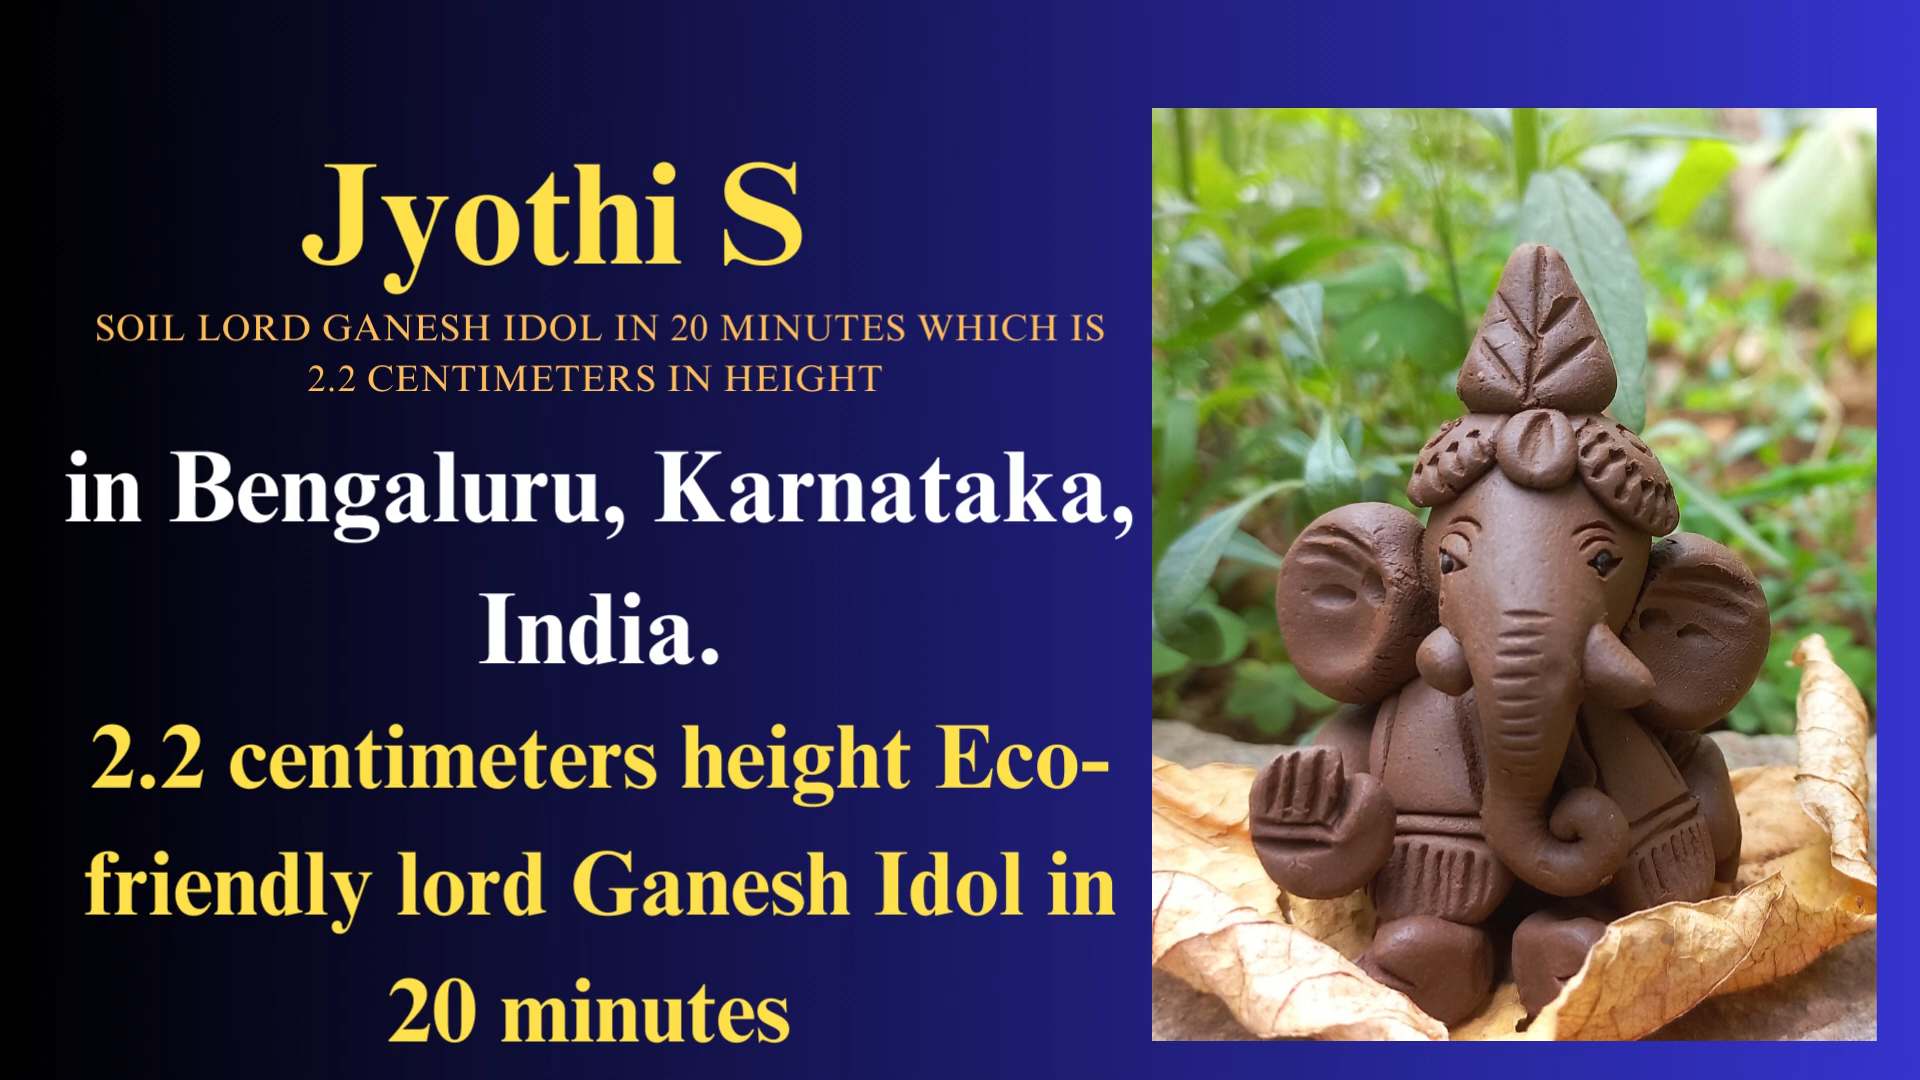 Jyothi S
SOIL LORD GANESH IDOL IN 20 MINUTES WHICH IS
2.2 CENTIMETERS IN HEIGHT
in Bengaluru, Karnataka,
India.
2.2 centimeters height Eco-
friendly lord Ganesh Idol in
20 minutes